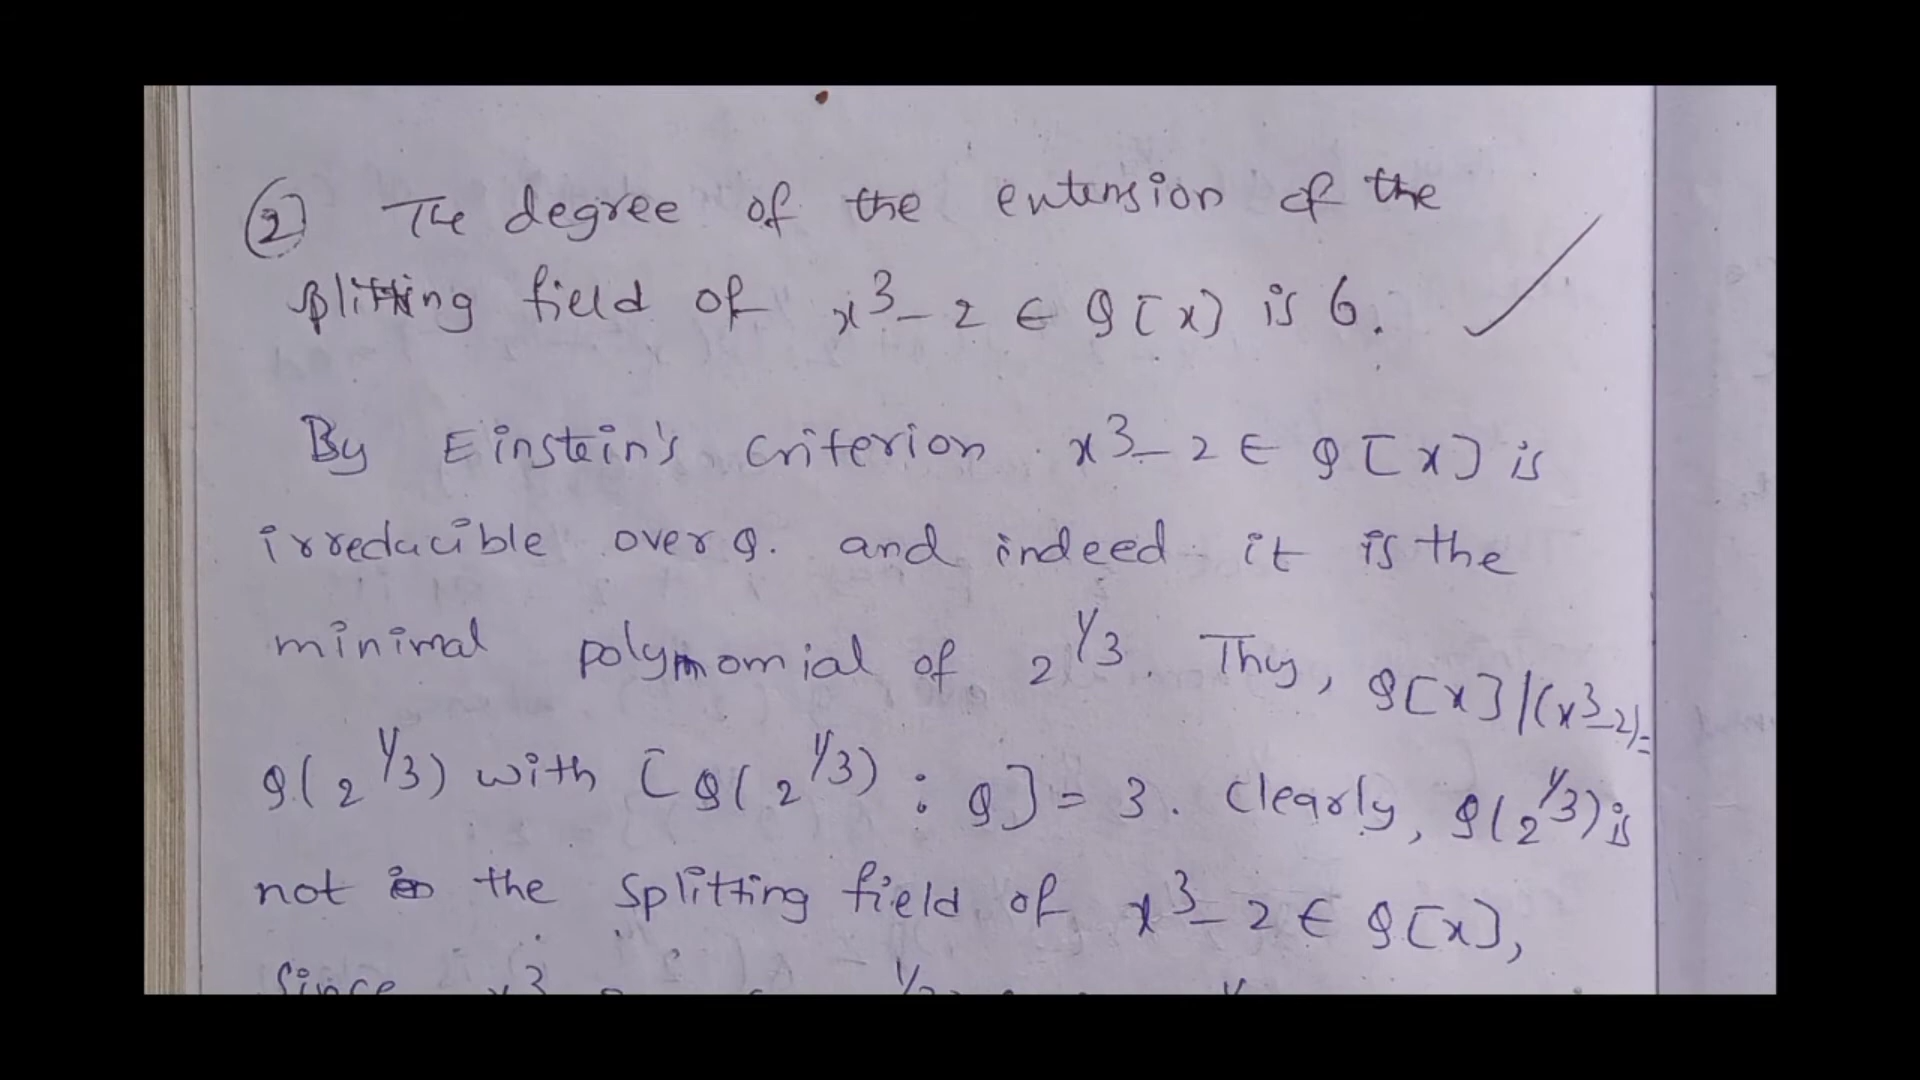 ② The degree of the extension of the
splitting field of x³-2 ∈ Q[x] is 6. ✓
By Einstein's criterion x³-2 ∈ Q[x] is
irreducible over Q. and indeed it is the
minimal polynomial of 2^1/3. Thus, Q[x]/(x³-2)=
Q(2^1/3) with [Q(2^1/3) : Q] = 3. Clearly, Q(2^1/3) is
not the splitting field of x³-2 ∈ Q[x],
Since